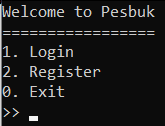 Welcome to Pesbuk
=================
1. Login
2. Register
0. Exit
>> _